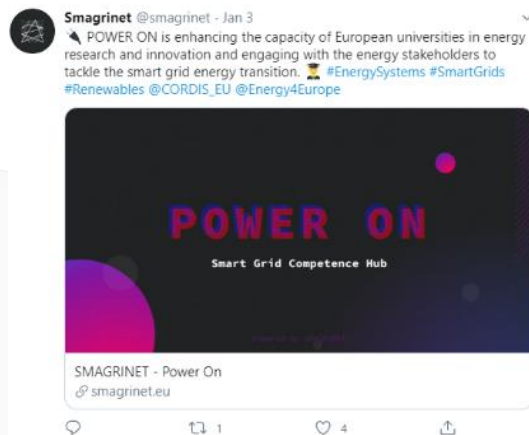 Smagrinet @smagrinet · Jan 3
POWER ON is enhancing the capacity of European universities in energy
research and innovation and engaging with the energy stakeholders to
tackle the smart grid energy transition. #EnergySystems #SmartGrids
#Renewables @CORDIS_EU @Energy4Europe
POWER ON
Smart Grid Competence Hub
SMAGRINET - Power On
smagrinet.eu
1 4